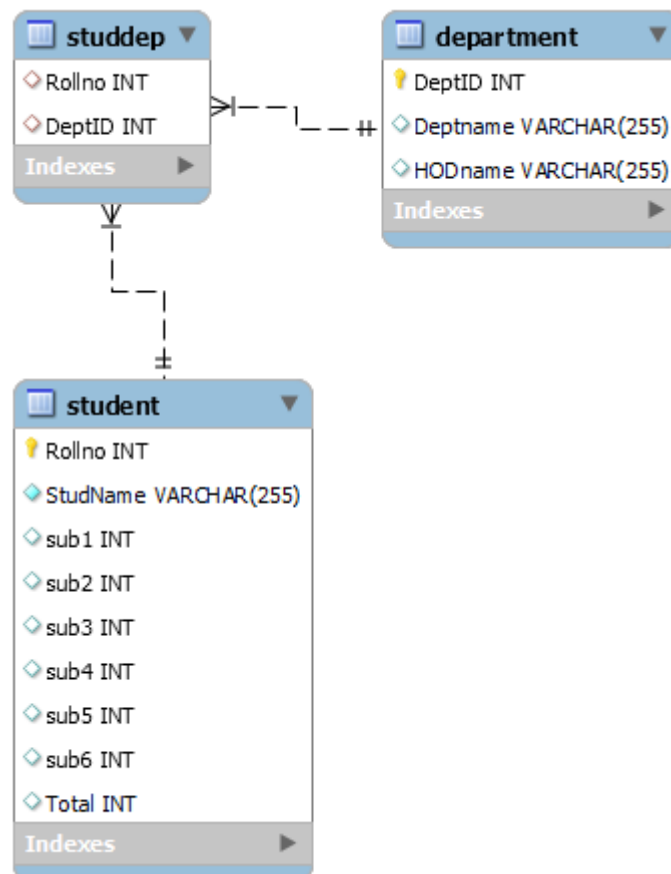 studdep
Rollno INT
DeptID INT
Indexes
department
DeptID INT
Deptname VARCHAR(255)
HODname VARCHAR(255)
Indexes
student
Rollno INT
StudName VARCHAR(255)
sub1 INT
sub2 INT
sub3 INT
sub4 INT
sub5 INT
sub6 INT
Total INT
Indexes